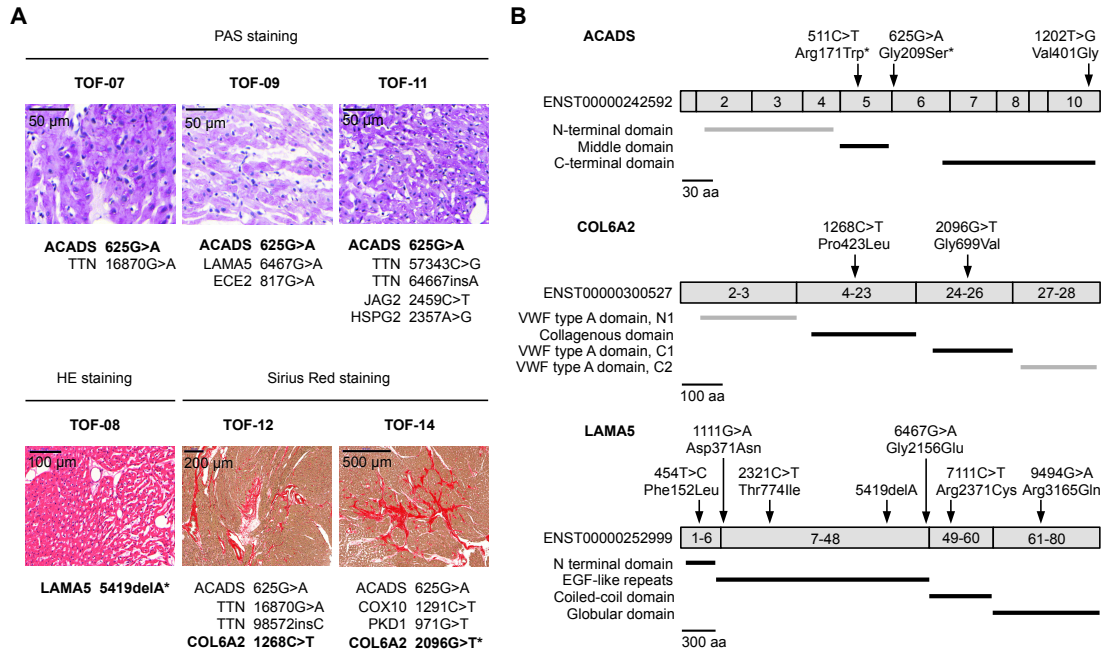 A
PAS staining
TOF-07
TOF-09
TOF-11
50 µm
50 µm
50 µm
ACADS 625G>A
TTN 16870G>A
ACADS 625G>A
LAMA5 6467G>A
ECE2 817G>A
ACADS 625G>A
TTN 57343C>G
TTN 64667insA
JAG2 2459C>T
HSPG2 2357A>G
HE staining
Sirius Red staining
TOF-08
TOF-12
TOF-14
100 µm
200 µm
500 µm
LAMA5 5419delA*
ACADS 625G>A
TTN 16870G>A
TTN 98572insC
COL6A2 1268C>T
ACADS 625G>A
COX10 1291C>T
PKD1 971G>T
COL6A2 2096G>T*
B
ACADS
511C>T
Arg171Trp*
625G>A
Gly209Ser*
1202T>G
Val401Gly
ENST00000242592
2 3 4 5 6 7 8 10
N-terminal domain
Middle domain
C-terminal domain
30 aa
COL6A2
1268C>T
Pro423Leu
2096G>T
Gly699Val
ENST00000300527
2-3 4-23 24-26 27-28
VWF type A domain, N1
Collagenous domain
VWF type A domain, C1
VWF type A domain, C2
100 aa
LAMA5
1111G>A
Asp371Asn
6467G>A
Gly2156Glu
454T>C
Phe152Leu
2321C>T
Thr774Ile
5419delA
7111C>T
Arg2371Cys
9494G>A
Arg3165Gln
ENST00000252999
1-6 7-48 49-60 61-80
N terminal domain
EGF-like repeats
Coiled-coil domain
Globular domain
300 aa